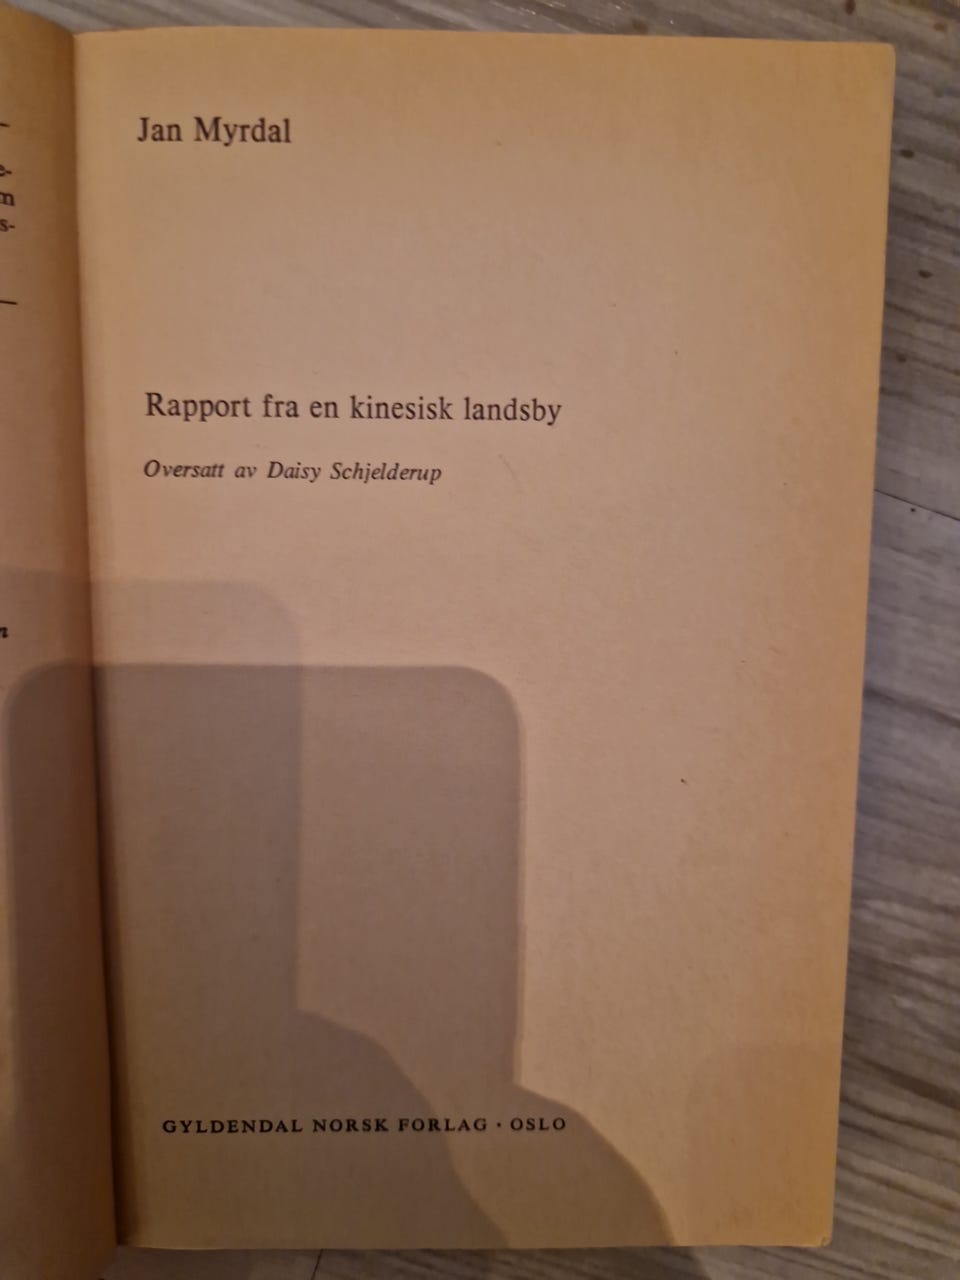 e-
m
s-
n
Jan Myrdal
Rapport fra en kinesisk landsby
Oversatt av Daisy Schjelderup
GYLDENDAL NORSK FORLAG · OSLO